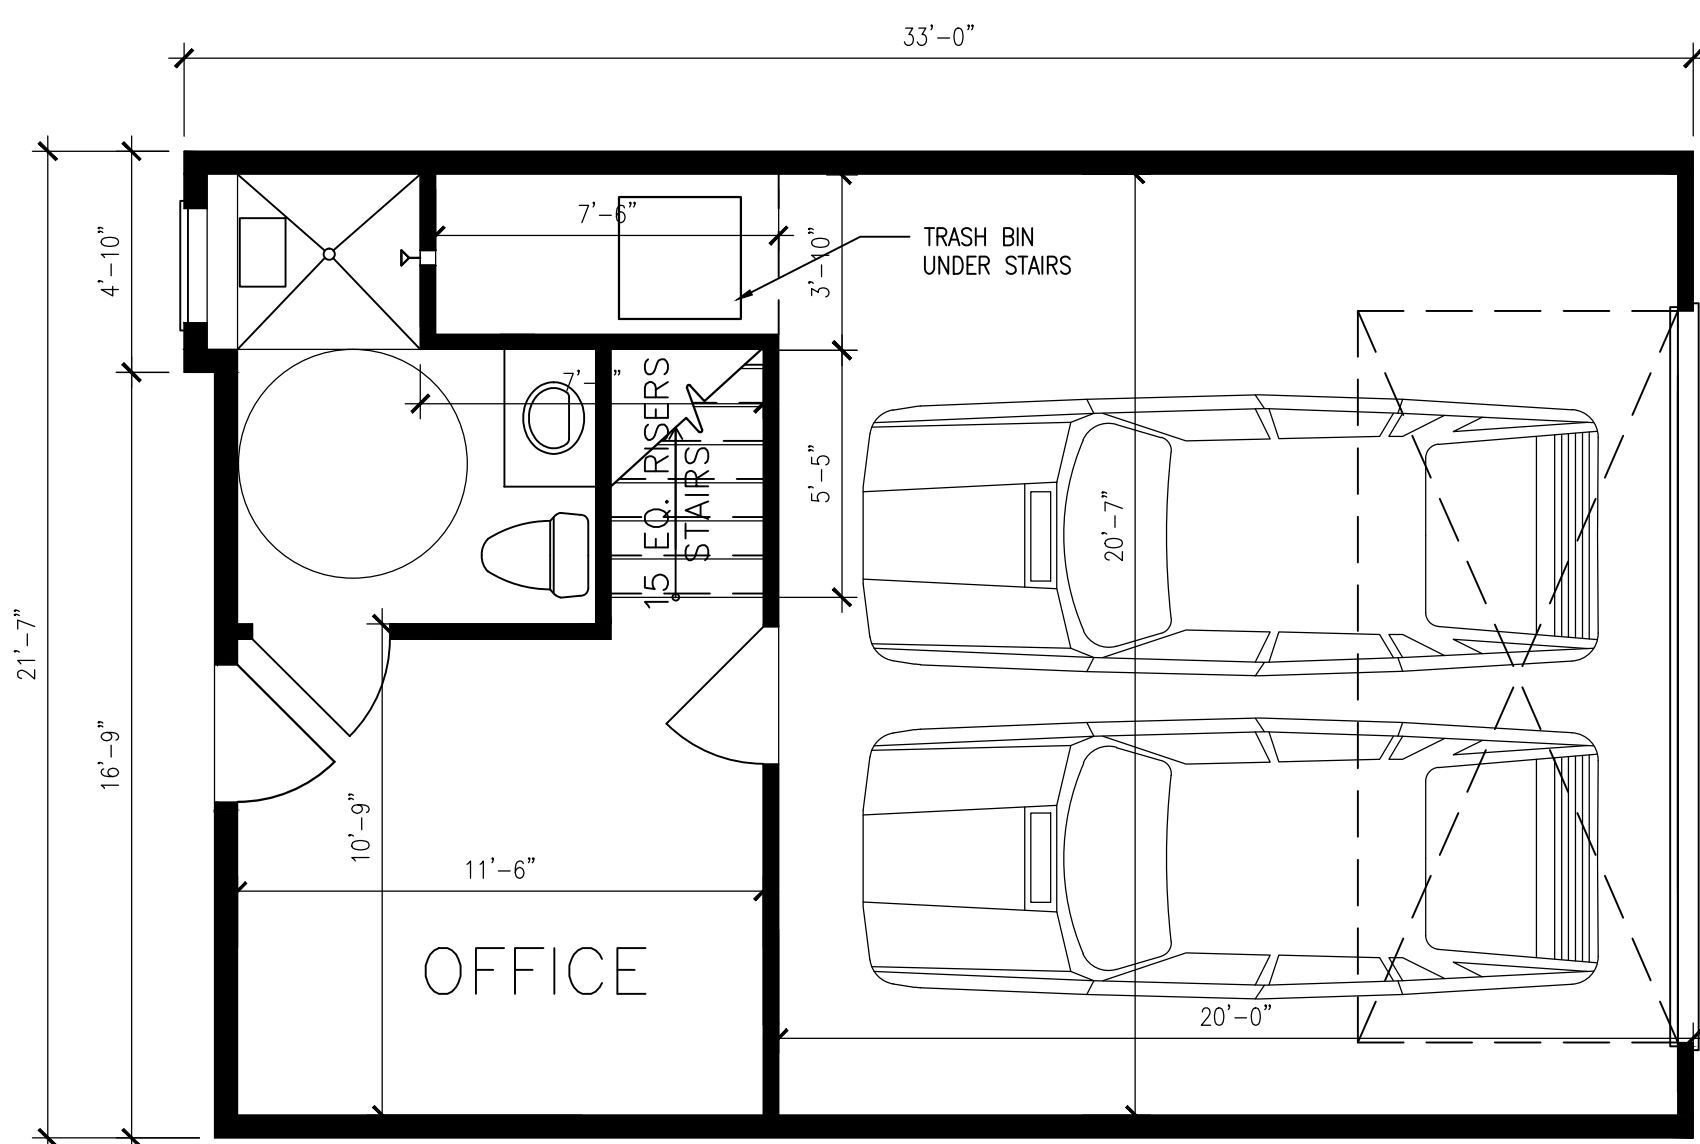 33'-0"
7'-6"
TRASH BIN
UNDER STAIRS
4'-10"
3'-10"
15 EQ. RISERS
STAIRS
5'-5"
20'-7"
21'-7"
16'-9"
10'-9"
11'-6"
OFFICE
20'-0"